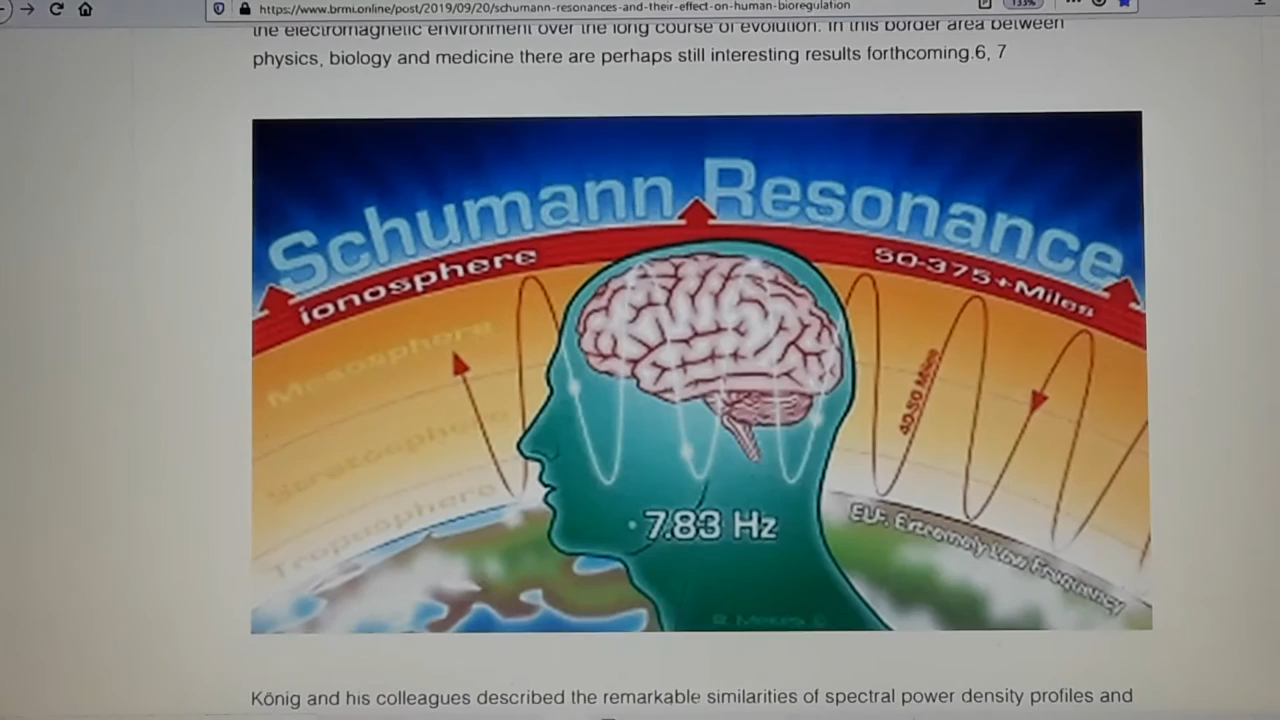 https://www.brmi.online/post/2019/09/20/schumann-resonances-and-their-effect-on-human-bioregulation
133%
the electromagnetic environment over the long course of evolution. In this border area between
physics, biology and medicine there are perhaps still interesting results forthcoming.6, 7
Schumann Resonance
ionosphere
50-375+Miles
Mesosphere
Stratosphere
Troposphere
40-50 Miles
7.83 Hz
ELF, Extremely Low Frequency
König and his colleagues described the remarkable similarities of spectral power density profiles and